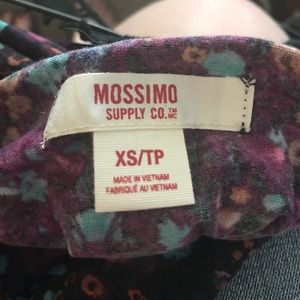 MOSSIMO
SUPPLY CO.™ MC
XS/TP
MADE IN VIETNAM
FABRIQUÉ AU VIETNAM